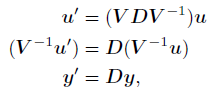 u′ = (VDV⁻¹)u
(V⁻¹u′) = D(V⁻¹u)
y′ = Dy,